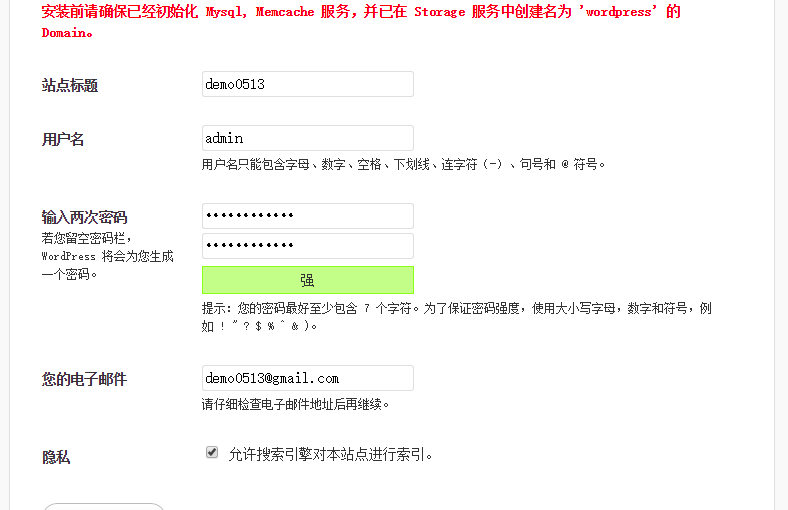 安装前请确保已经初始化 Mysql, Memcache 服务，并已在 Storage 服务中创建名为 'wordpress' 的
Domain。
站点标题
demo0513
用户名
admin
用户名只能包含字母、数字、空格、下划线、连字符（-）、句号和 @ 符号。
输入两次密码
若您留空密码栏，
WordPress 将会为您生成
一个密码。
••••••••••••
••••••••••••
强
提示：您的密码最好至少包含 7 个字符。为了保证密码强度，使用大小写字母，数字和符号，例
如 ! " ? $ % ^ & )。
您的电子邮件
demo0513@gmail.com
请仔细检查电子邮件地址后再继续。
隐私
允许搜索引擎对本站点进行索引。